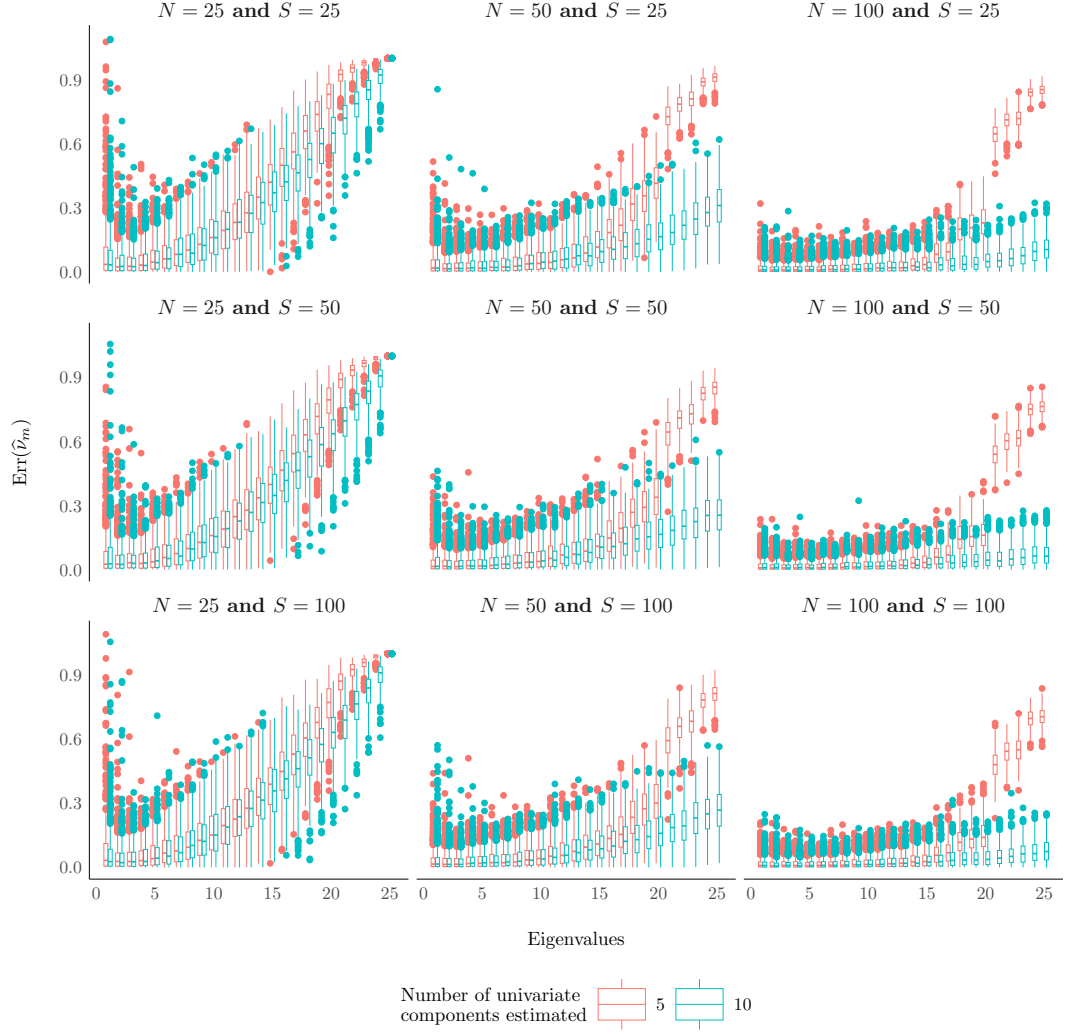 N = 25 and S = 25
N = 50 and S = 25
N = 100 and S = 25
0.9
0.6
0.3
0.0
N = 25 and S = 50
N = 50 and S = 50
N = 100 and S = 50
0.9
0.6
0.3
0.0
Err(ν̂ₘ)
N = 25 and S = 100
N = 50 and S = 100
N = 100 and S = 100
0.9
0.6
0.3
0.0
0 5 10 15 20 25
0 5 10 15 20 25
0 5 10 15 20 25
Eigenvalues
Number of univariate
components estimated
5
10